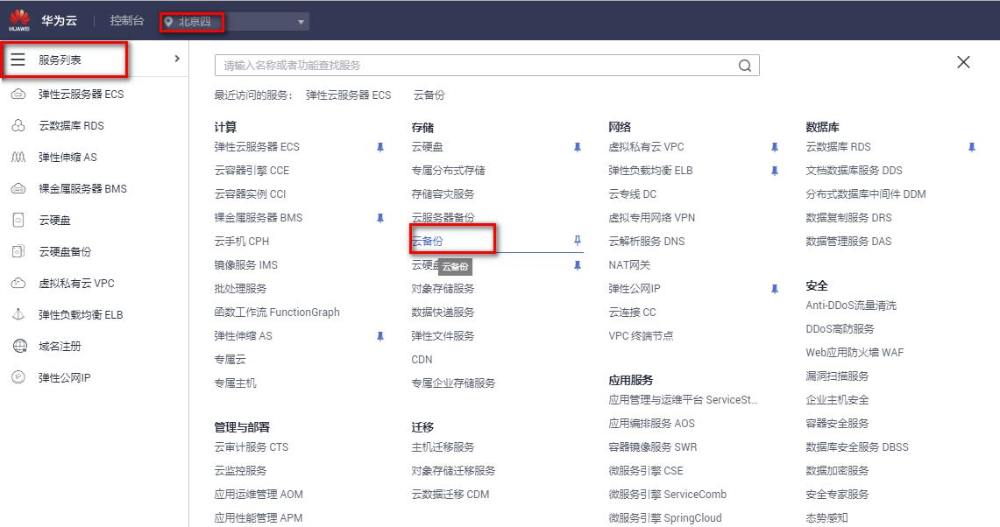 HUAWEI
华为云
控制台
北京四
服务列表
弹性云服务器 ECS
云数据库 RDS
弹性伸缩 AS
裸金属服务器 BMS
云硬盘
云硬盘备份
虚拟私有云 VPC
弹性负载均衡 ELB
域名注册
弹性公网IP
请输入名称或者功能查找服务
最近访问的服务： 弹性云服务器 ECS 云备份
计算
弹性云服务器 ECS
云容器引擎 CCE
云容器实例 CCI
裸金属服务器 BMS
云手机 CPH
镜像服务 IMS
批处理服务
函数工作流 FunctionGraph
弹性伸缩 AS
专属云
专属主机
管理与部署
云审计服务 CTS
云监控服务
应用运维管理 AOM
应用性能管理 APM
存储
云硬盘
专属分布式存储
存储容灾服务
云服务器备份
云备份
云硬盘
云备份
对象存储服务
数据快递服务
弹性文件服务
CDN
专属企业存储服务
迁移
主机迁移服务
对象存储迁移服务
云数据迁移 CDM
网络
虚拟私有云 VPC
弹性负载均衡 ELB
云专线 DC
虚拟专用网络 VPN
云解析服务 DNS
NAT网关
弹性公网IP
云连接 CC
VPC 终端节点
应用服务
应用管理与运维平台 ServiceSt...
应用编排服务 AOS
容器镜像服务 SWR
微服务引擎 CSE
微服务引擎 ServiceComb
微服务引擎 SpringCloud
数据库
云数据库 RDS
文档数据库服务 DDS
分布式数据库中间件 DDM
数据复制服务 DRS
数据管理服务 DAS
安全
Anti-DDoS流量清洗
DDoS高防服务
Web应用防火墙 WAF
漏洞扫描服务
企业主机安全
容器安全服务
数据库安全服务 DBSS
数据加密服务
安全专家服务
态势感知